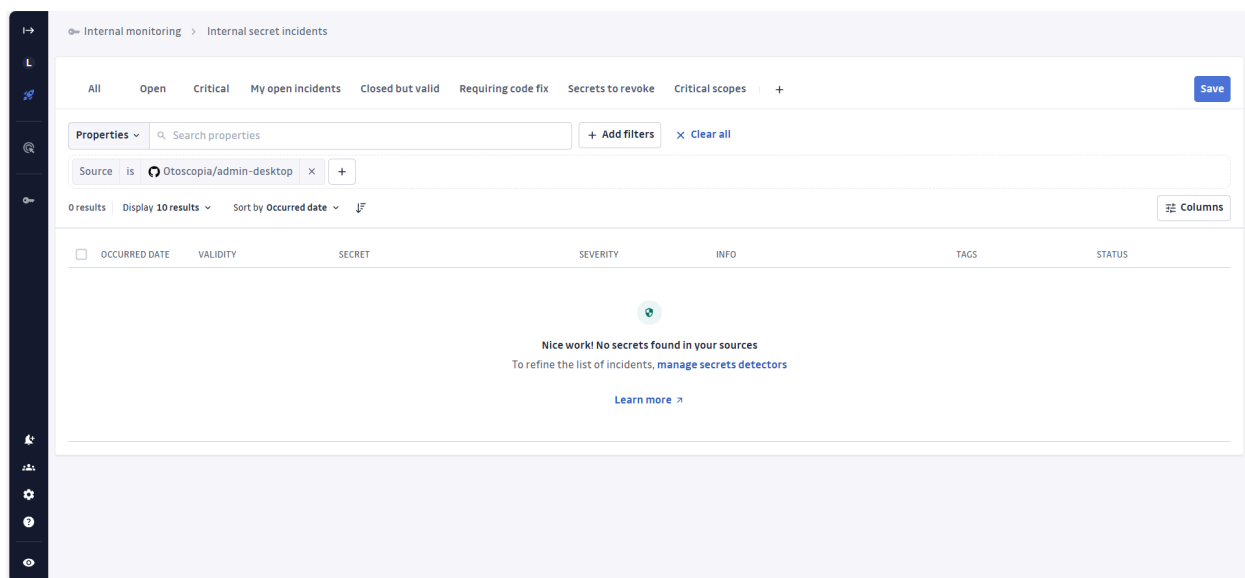 Internal monitoring > Internal secret incidents
L
All Open Critical My open incidents Closed but valid Requiring code fix Secrets to revoke Critical scopes + Save
Properties Search properties + Add filters × Clear all
Source is Otoscopia/admin-desktop × +
0 results Display 10 results Sort by Occurred date Columns
OCCURRED DATE VALIDITY SECRET SEVERITY INFO TAGS STATUS
Nice work! No secrets found in your sources
To refine the list of incidents, manage secrets detectors
Learn more ↗